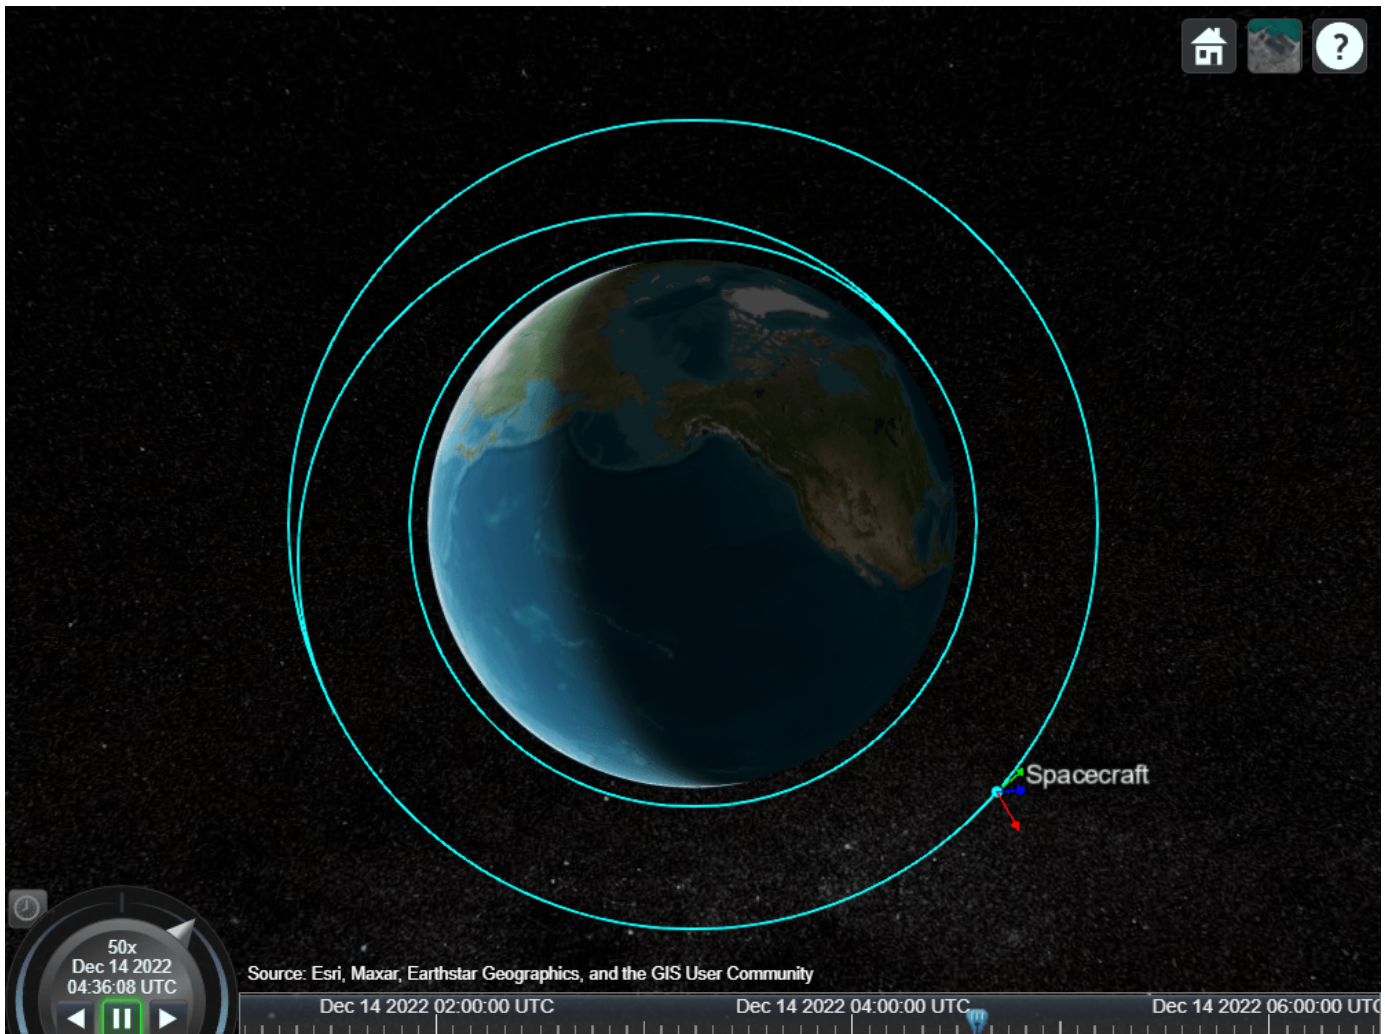 ?
Spacecraft
50x
Dec 14 2022
04:36:08 UTC
Source: Esri, Maxar, Earthstar Geographics, and the GIS User Community
Dec 14 2022 02:00:00 UTC
Dec 14 2022 04:00:00 UTC
Dec 14 2022 06:00:00 UTC